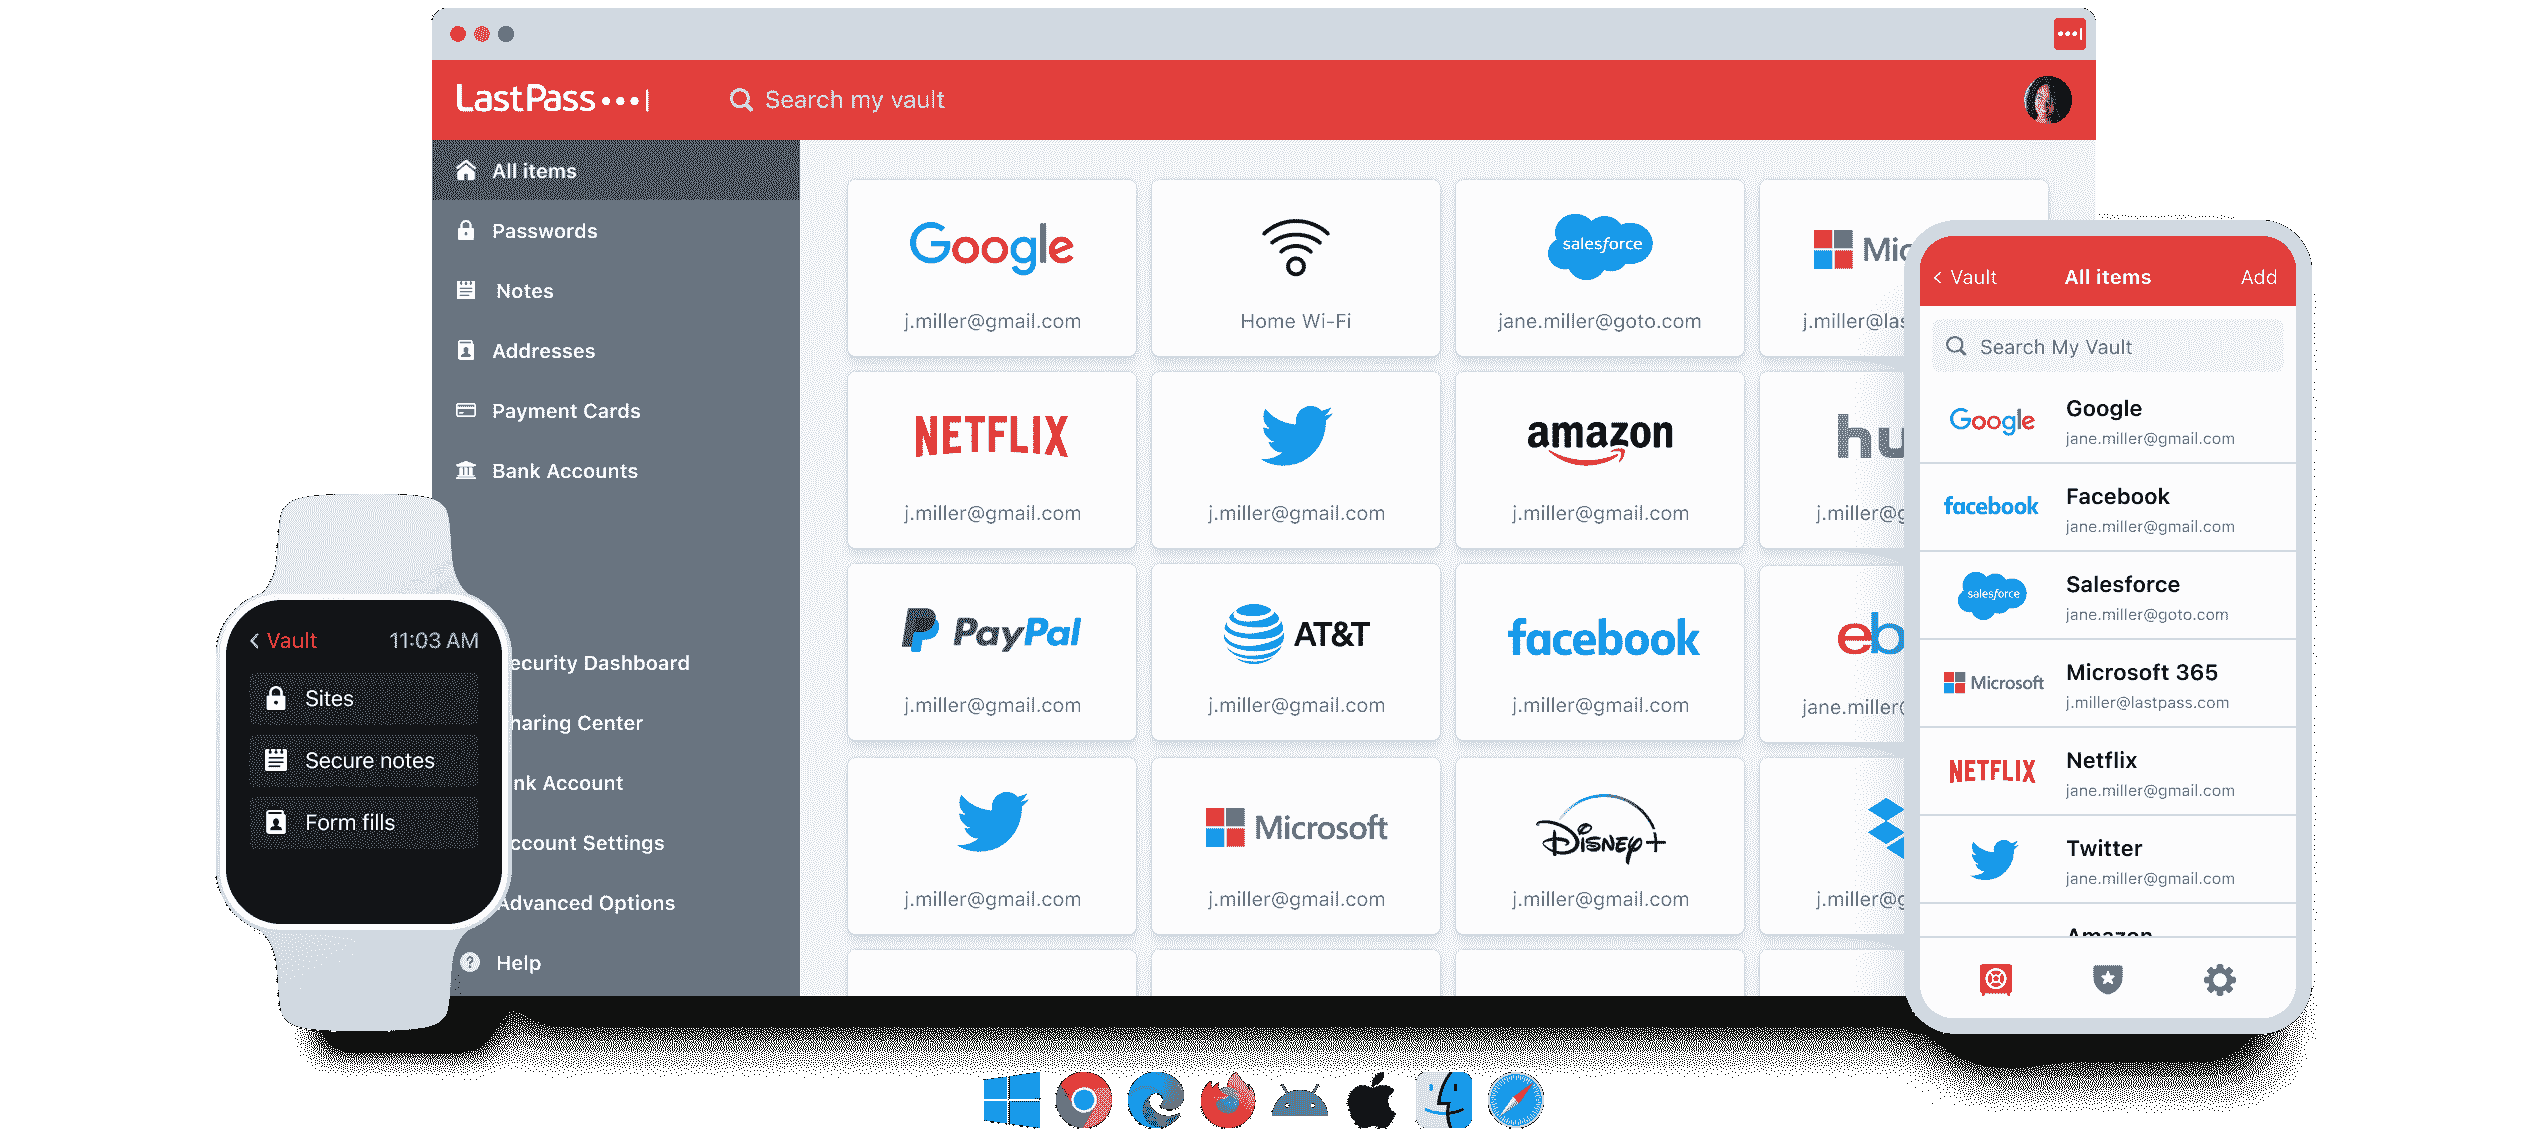 LastPass
Search my vault
All items
Passwords
Notes
Addresses
Payment Cards
Bank Accounts
ecurity Dashboard
haring Center
nk Account
ccount Settings
Advanced Options
Help
Google
j.miller@gmail.com
Home Wi-Fi
salesforce
jane.miller@goto.com
Mic
j.miller@las
NETFLIX
j.miller@gmail.com
j.miller@gmail.com
amazon
j.miller@gmail.com
hu
j.miller@g
PayPal
j.miller@gmail.com
AT&T
j.miller@gmail.com
facebook
j.miller@gmail.com
eb
jane.miller
j.miller@gmail.com
Microsoft
j.miller@gmail.com
Disney+
j.miller@gmail.com
j.miller@g
Vault 11:03 AM
Sites
Secure notes
Form fills
Vault All items Add
Search My Vault
Google
Google
jane.miller@gmail.com
facebook
Facebook
jane.miller@gmail.com
salesforce
Salesforce
jane.miller@goto.com
Microsoft
Microsoft 365
j.miller@lastpass.com
NETFLIX
Netflix
jane.miller@gmail.com
Twitter
jane.miller@gmail.com
Amazon